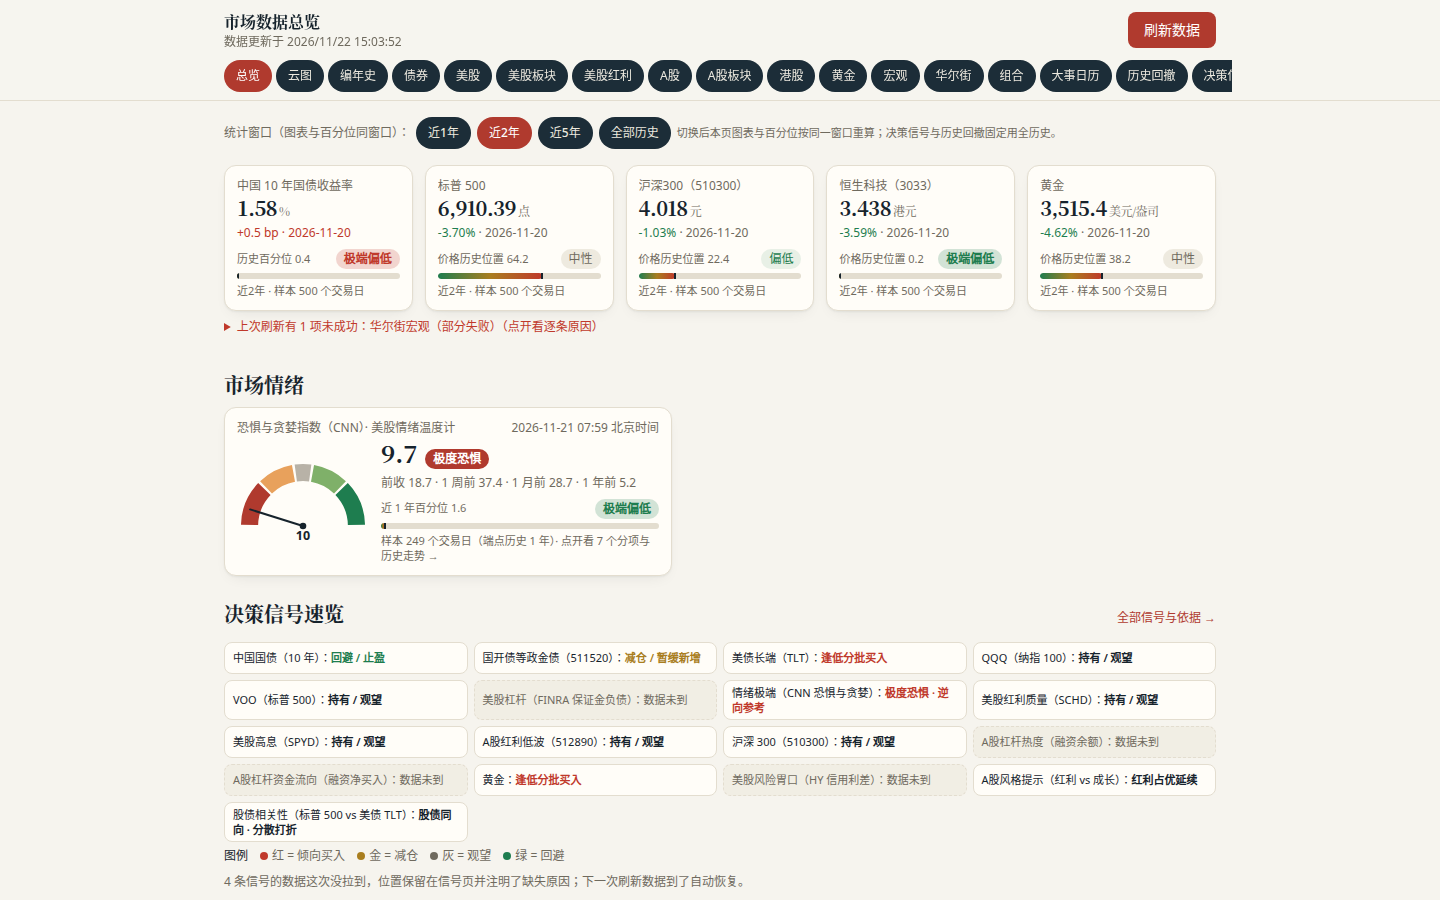 市场数据总览
数据更新于 2026/11/22 15:03:52
刷新数据
总览 云图 编年史 债券 美股 美股板块 美股红利 A股 A股板块 港股 黄金 宏观 华尔街 组合 大事日历 历史回撤 决策
统计窗口（图表与百分位同窗口）： 近1年 近2年 近5年 全部历史 切换后本页图表与百分位按同一窗口重算；决策信号与历史回撤固定用全历史。
中国 10 年国债收益率
1.58%
+0.5 bp · 2026-11-20
历史百分位 0.4 极端偏低
近2年 · 样本 500 个交易日
标普 500
6,910.39点
-3.70% · 2026-11-20
价格历史位置 64.2 中性
近2年 · 样本 500 个交易日
沪深300（510300）
4.018元
-1.03% · 2026-11-20
价格历史位置 22.4 偏低
近2年 · 样本 500 个交易日
恒生科技（3033）
3.438港元
-3.59% · 2026-11-20
价格历史位置 0.2 极端偏低
近2年 · 样本 500 个交易日
黄金
3,515.4美元/盎司
-4.62% · 2026-11-20
价格历史位置 38.2 中性
近2年 · 样本 500 个交易日
上次刷新有 1 项未成功：华尔街宏观（部分失败）（点开看逐条原因）
市场情绪
恐惧与贪婪指数（CNN）· 美股情绪温度计 2026-11-21 07:59 北京时间
10
9.7 极度恐惧
前收 18.7 · 1 周前 37.4 · 1 月前 28.7 · 1 年前 5.2
近 1 年百分位 1.6 极端偏低
样本 249 个交易日（端点历史 1 年）· 点开看 7 个分项与
历史走势 →
决策信号速览 全部信号与依据 →
中国国债（10 年）：回避 / 止盈
国开债等政金债（511520）：减仓 / 暂缓新增
美债长端（TLT）：逢低分批买入
QQQ（纳指 100）：持有 / 观望
VOO（标普 500）：持有 / 观望
美股杠杆（FINRA 保证金负债）：数据未到
情绪极端（CNN 恐惧与贪婪）：极度恐惧 · 逆
向参考
美股红利质量（SCHD）：持有 / 观望
美股高息（SPYD）：持有 / 观望
A股红利低波（512890）：持有 / 观望
沪深 300（510300）：持有 / 观望
A股杠杆热度（融资余额）：数据未到
A股杠杆资金流向（融资净买入）：数据未到
黄金：逢低分批买入
美股风险胃口（HY 信用利差）：数据未到
A股风格提示（红利 vs 成长）：红利占优延续
股债相关性（标普 500 vs 美债 TLT）：股债同
向 · 分散打折
图例 红 = 倾向买入 金 = 减仓 灰 = 观望 绿 = 回避
4 条信号的数据这次没拉到，位置保留在信号页并注明了缺失原因；下一次刷新数据到了自动恢复。